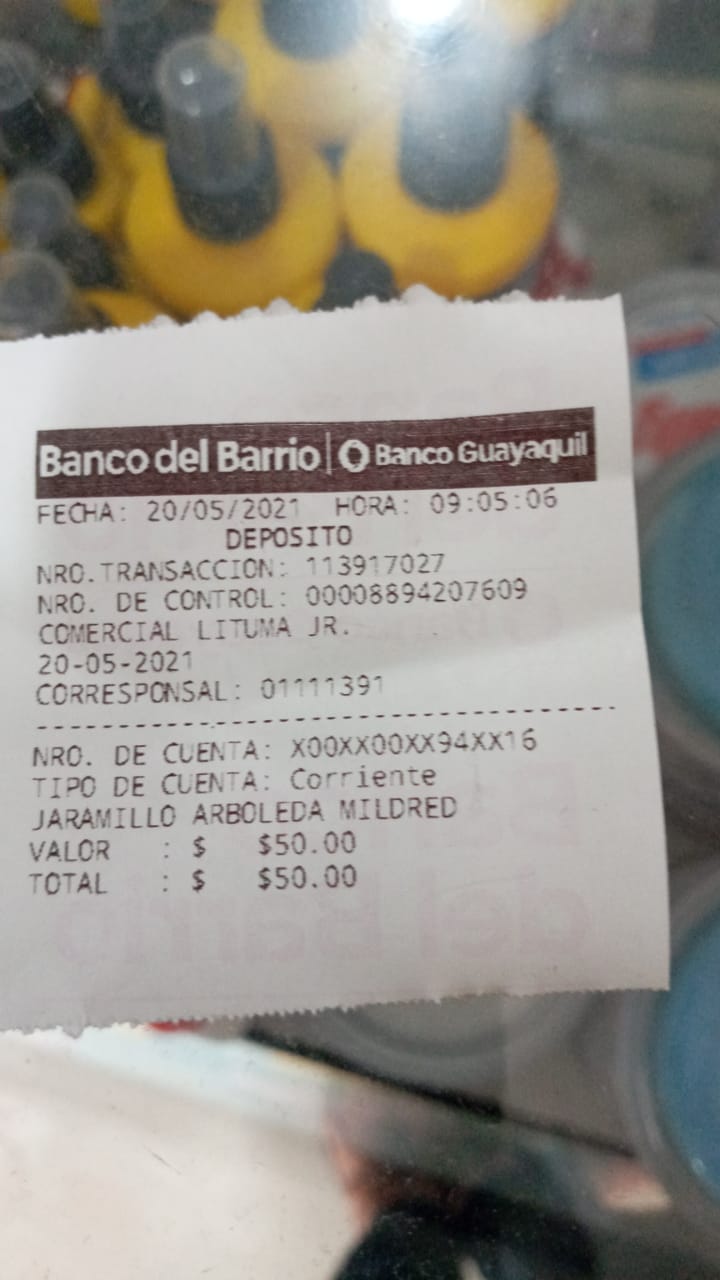 Banco del Barrio | Banco Guayaquil
FECHA: 20/05/2021 HORA: 09:05:06
DEPOSITO
NRO.TRANSACCION: 113917027
NRO. DE CONTROL: 00008894207609
COMERCIAL LITUMA JR.
20-05-2021
CORRESPONSAL: 01111391
NRO. DE CUENTA: X00XX00XX94XX16
TIPO DE CUENTA: Corriente
JARAMILLO ARBOLEDA MILDRED
VALOR : $ $50.00
TOTAL : $ $50.00